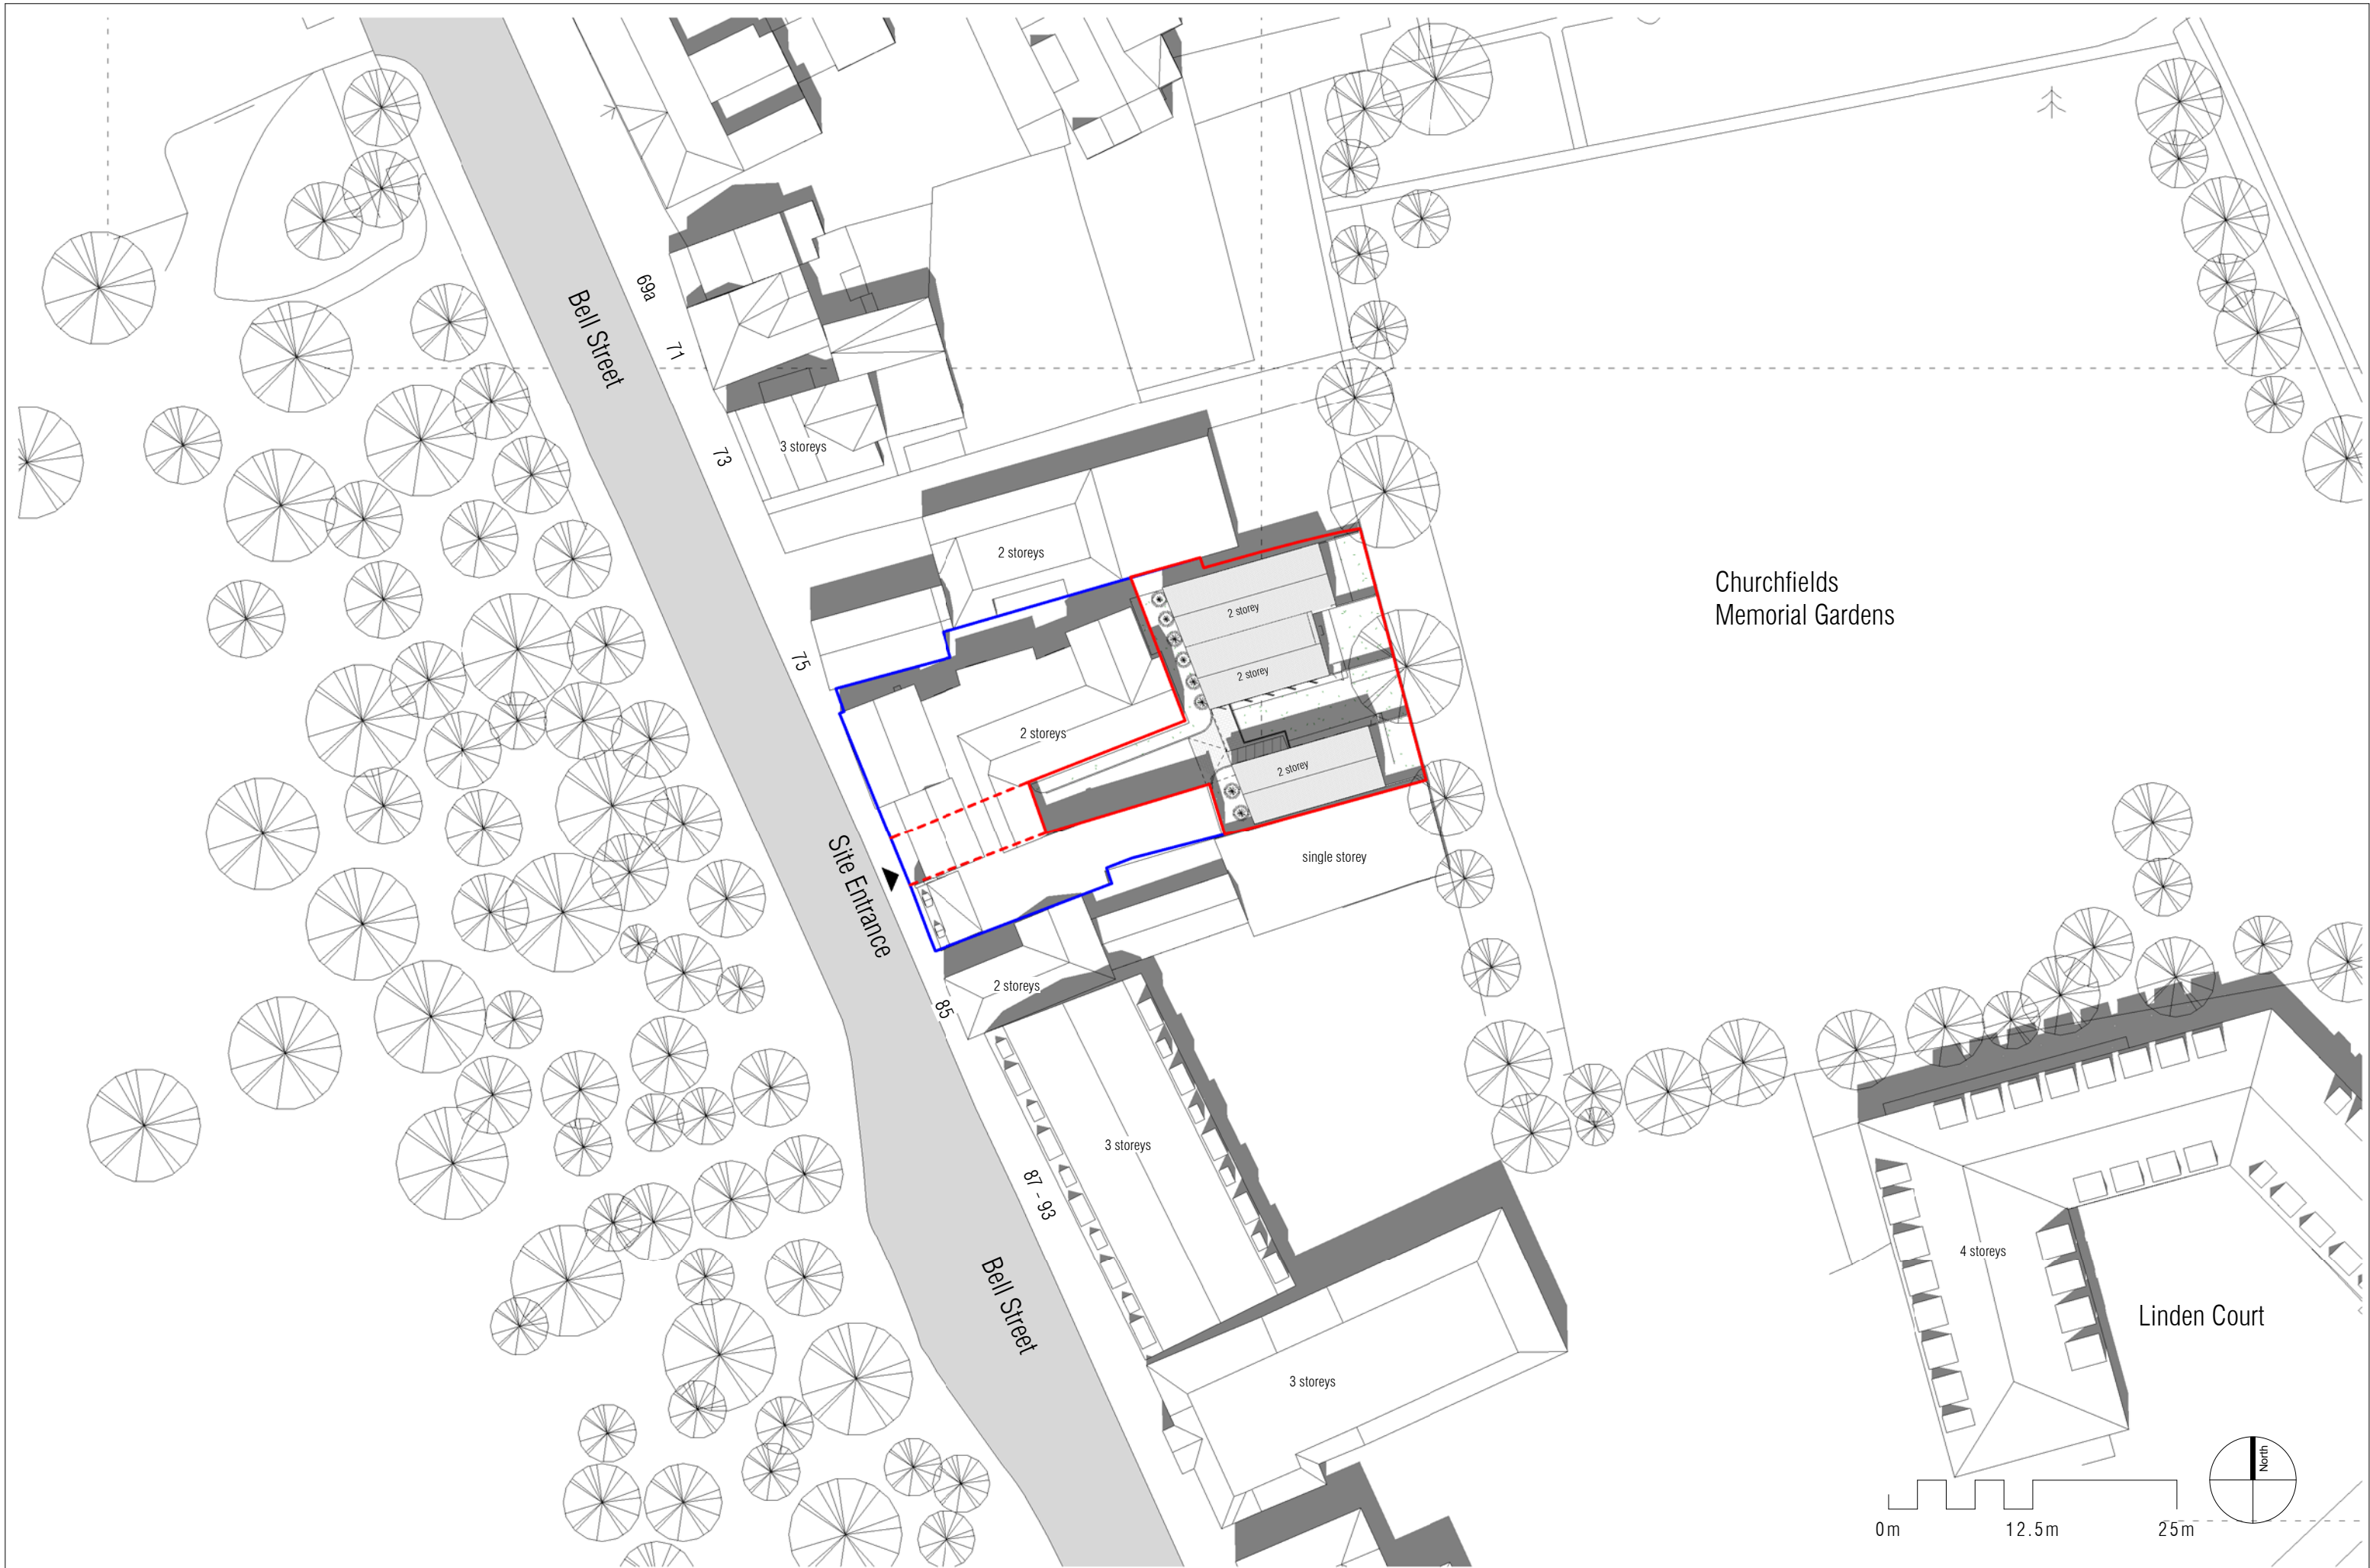 69a
Bell Street
71
73
3 storeys
2 storeys
Churchfields
Memorial Gardens
2 storey
75
2 storey
2 storeys
2 storey
Site Entrance
single storey
2 storeys
85
3 storeys
87 - 93
4 storeys
Bell Street
Linden Court
3 storeys
North
0m
12.5m
25m